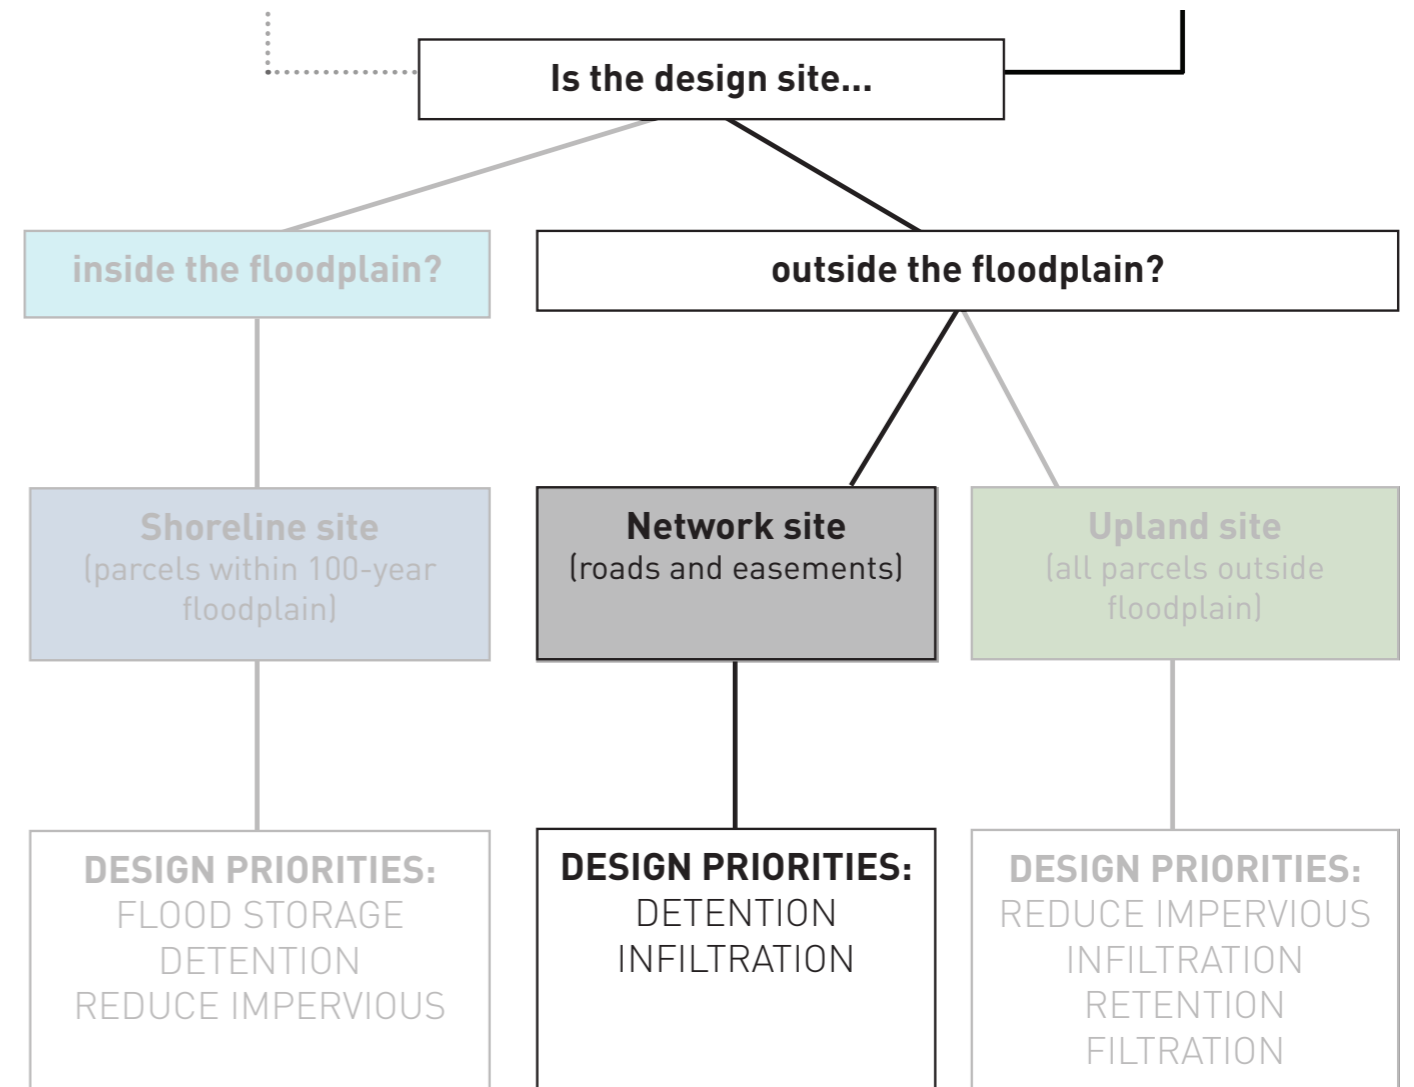 Is the design site...
inside the floodplain?
outside the floodplain?
Shoreline site
(parcels within 100-year
floodplain)
Network site
(roads and easements)
Upland site
(all parcels outside
floodplain)
DESIGN PRIORITIES:
FLOOD STORAGE
DETENTION
REDUCE IMPERVIOUS
DESIGN PRIORITIES:
DETENTION
INFILTRATION
DESIGN PRIORITIES:
REDUCE IMPERVIOUS
INFILTRATION
RETENTION
FILTRATION